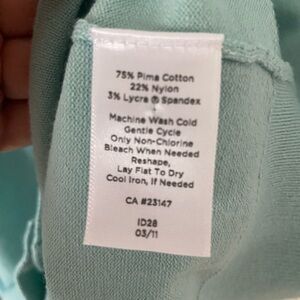 75% Pima Cotton
22% Nylon
3% Lycra ® Spandex
Machine Wash Cold
Gentle Cycle
Only Non-Chlorine
Bleach When Needed
Reshape,
Lay Flat To Dry
Cool Iron, If Needed
CA #23147
ID28
03/11